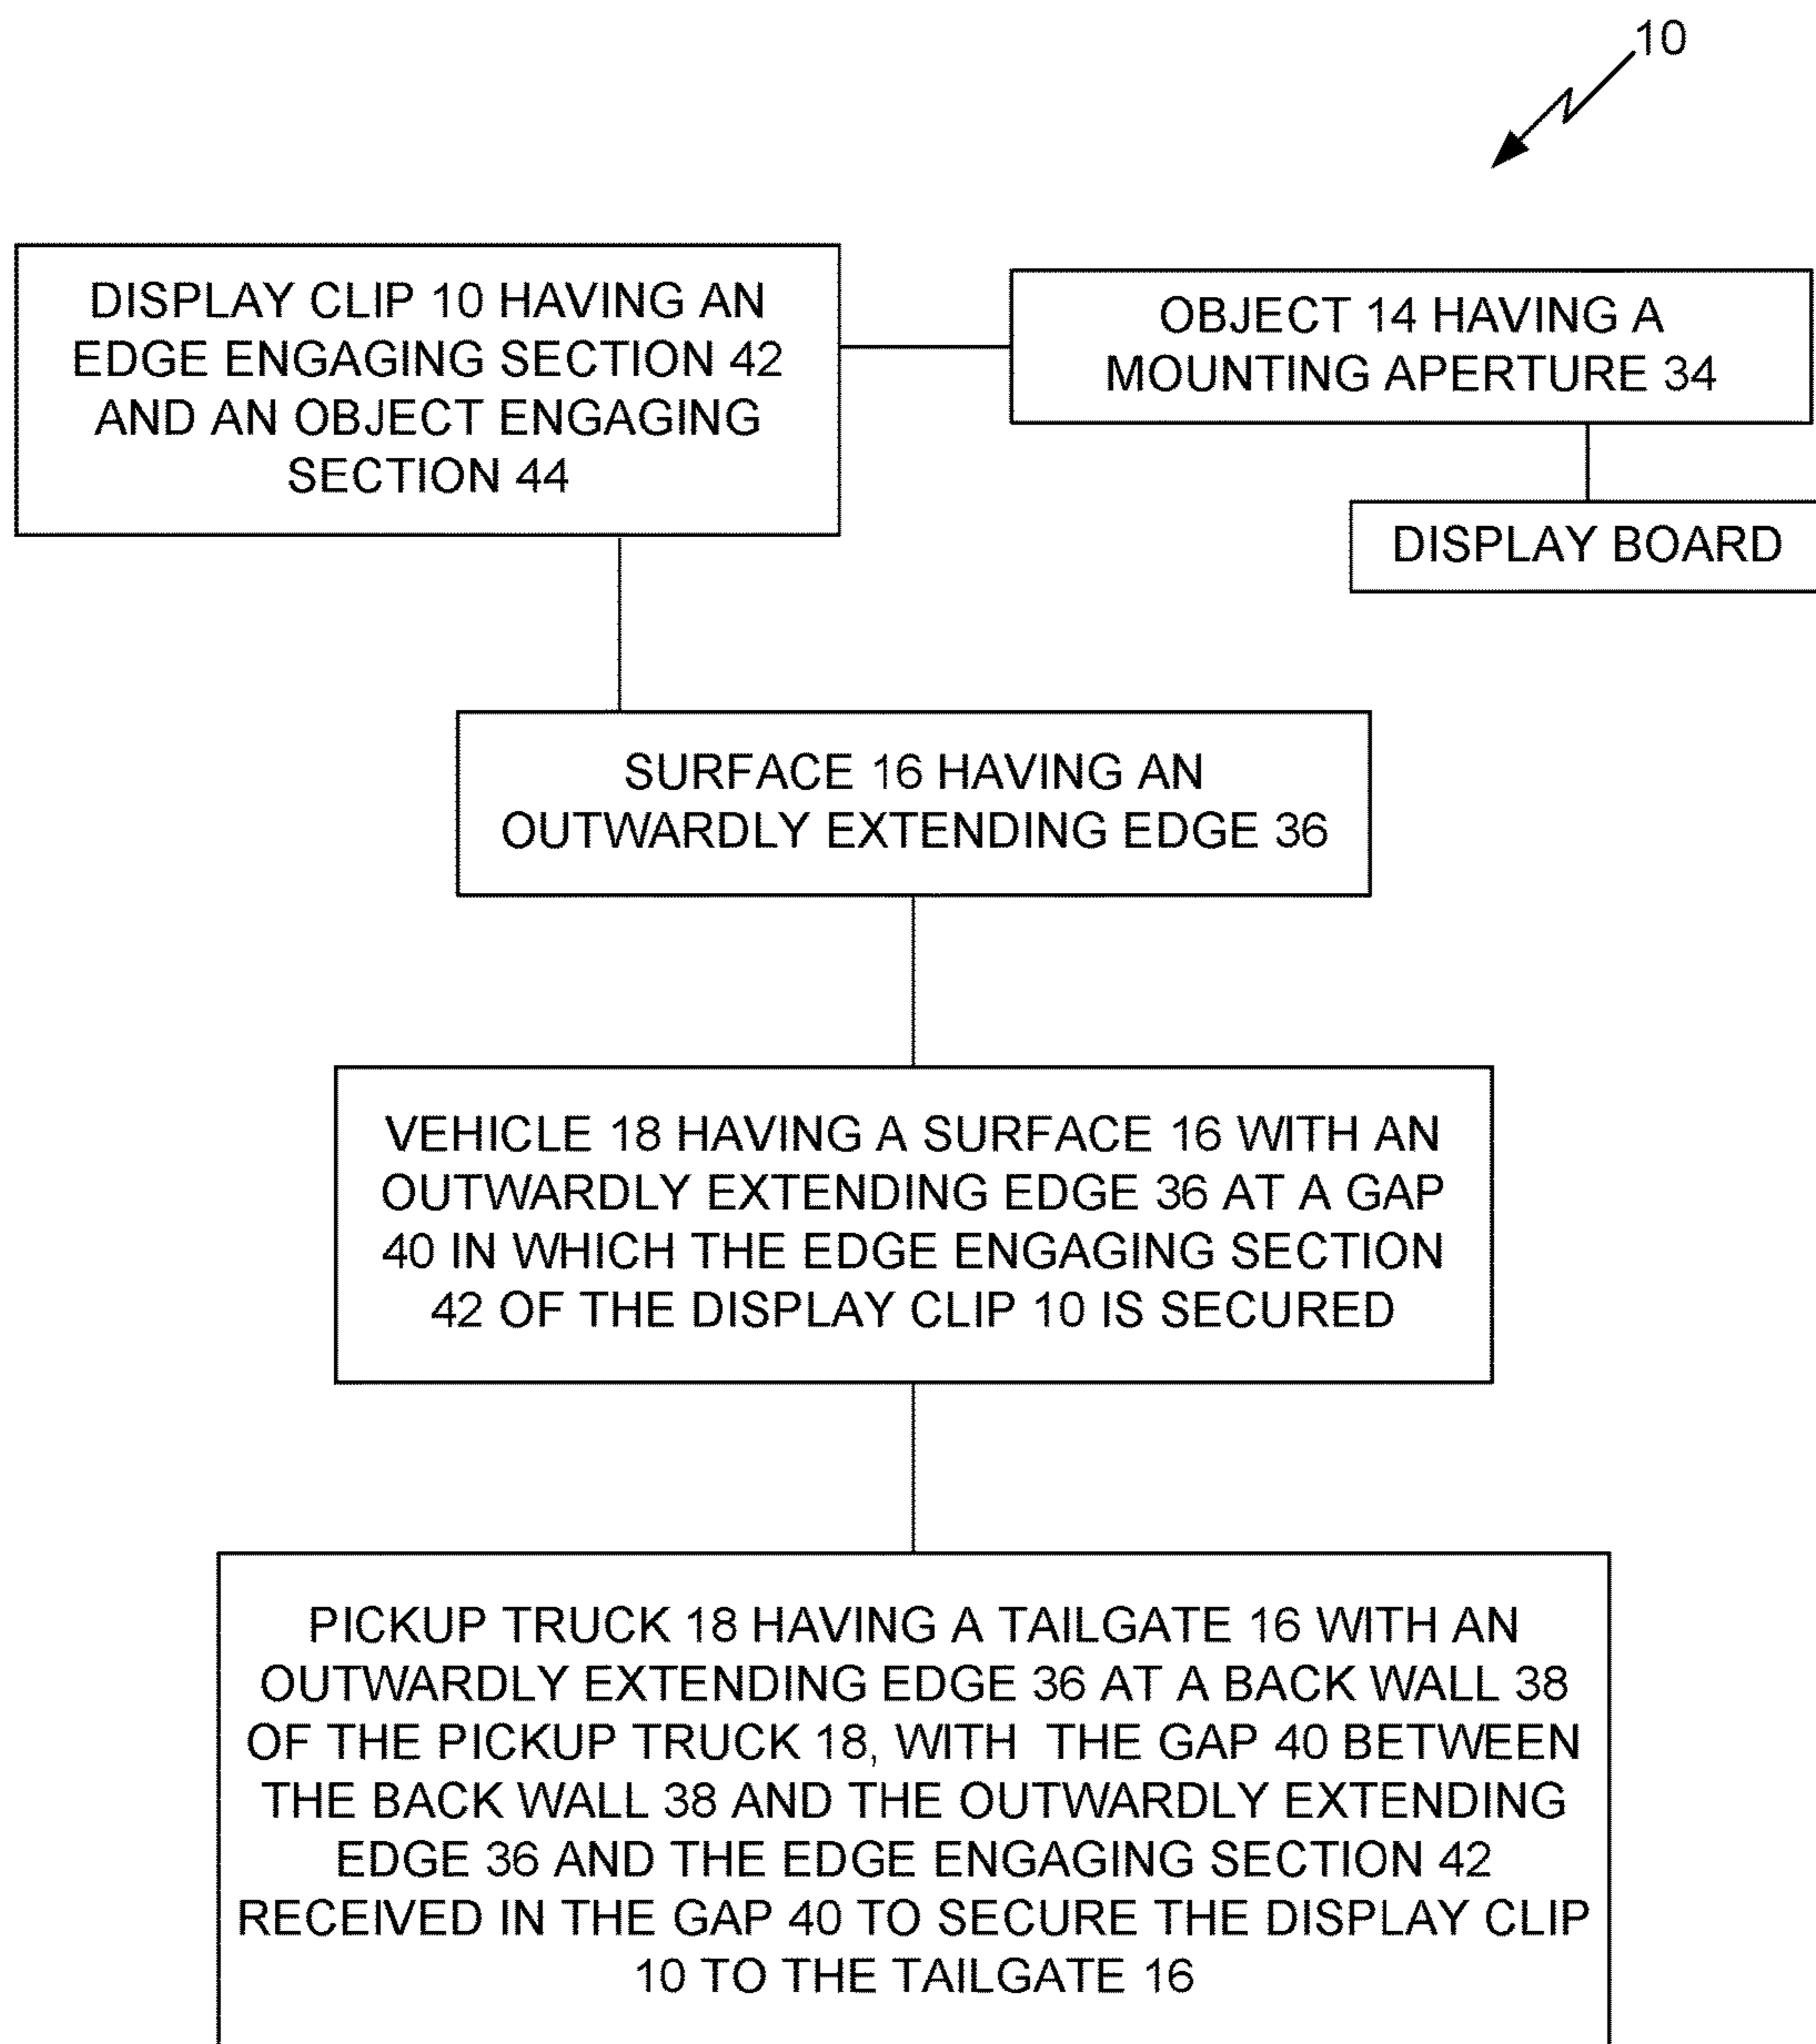 10
DISPLAY CLIP 10 HAVING AN
EDGE ENGAGING SECTION 42
AND AN OBJECT ENGAGING
SECTION 44
OBJECT 14 HAVING A
MOUNTING APERTURE 34
DISPLAY BOARD
SURFACE 16 HAVING AN
OUTWARDLY EXTENDING EDGE 36
VEHICLE 18 HAVING A SURFACE 16 WITH AN
OUTWARDLY EXTENDING EDGE 36 AT A GAP
40 IN WHICH THE EDGE ENGAGING SECTION
42 OF THE DISPLAY CLIP 10 IS SECURED
PICKUP TRUCK 18 HAVING A TAILGATE 16 WITH AN
OUTWARDLY EXTENDING EDGE 36 AT A BACK WALL 38
OF THE PICKUP TRUCK 18, WITH THE GAP 40 BETWEEN
THE BACK WALL 38 AND THE OUTWARDLY EXTENDING
EDGE 36 AND THE EDGE ENGAGING SECTION 42
RECEIVED IN THE GAP 40 TO SECURE THE DISPLAY CLIP
10 TO THE TAILGATE 16